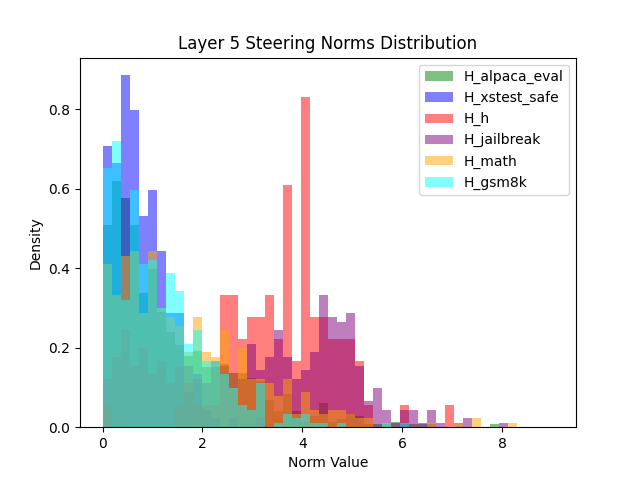 Layer 5 Steering Norms Distribution
H_alpaca_eval
H_xstest_safe
H_h
H_jailbreak
H_math
H_gsm8k
Density
0.8
0.6
0.4
0.2
0.0
0 2 4 6 8
Norm Value